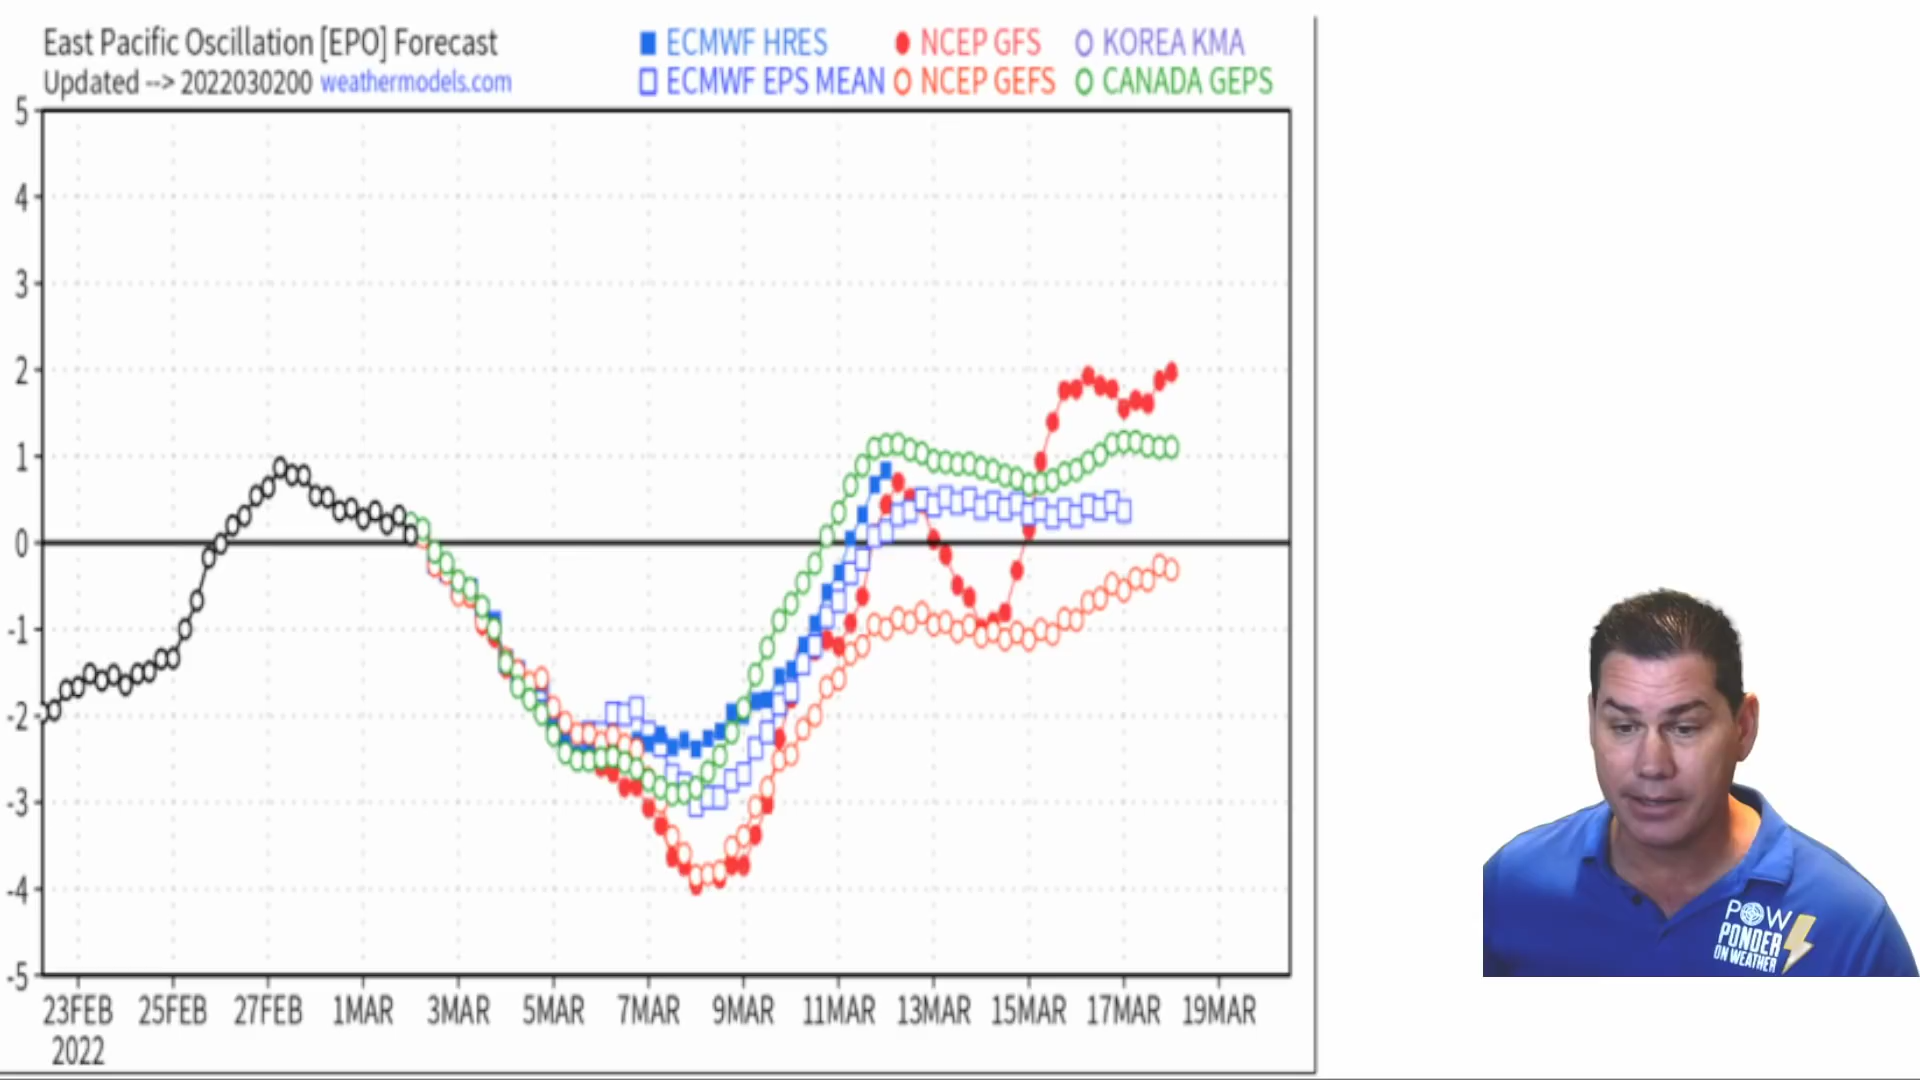 East Pacific Oscillation [EPO] Forecast
Updated --> 2022030200 weathermodels.com
ECMWF HRES NCEP GFS KOREA KMA
ECMWF EPS MEAN NCEP GEFS CANADA GEPS
5
4
3
2
1
0
-1
-2
-3
-4
-5
23FEB 25FEB 27FEB 1MAR 3MAR 5MAR 7MAR 9MAR 11MAR 13MAR 15MAR 17MAR 19MAR
2022
POW
PONDER
ON WEATHER